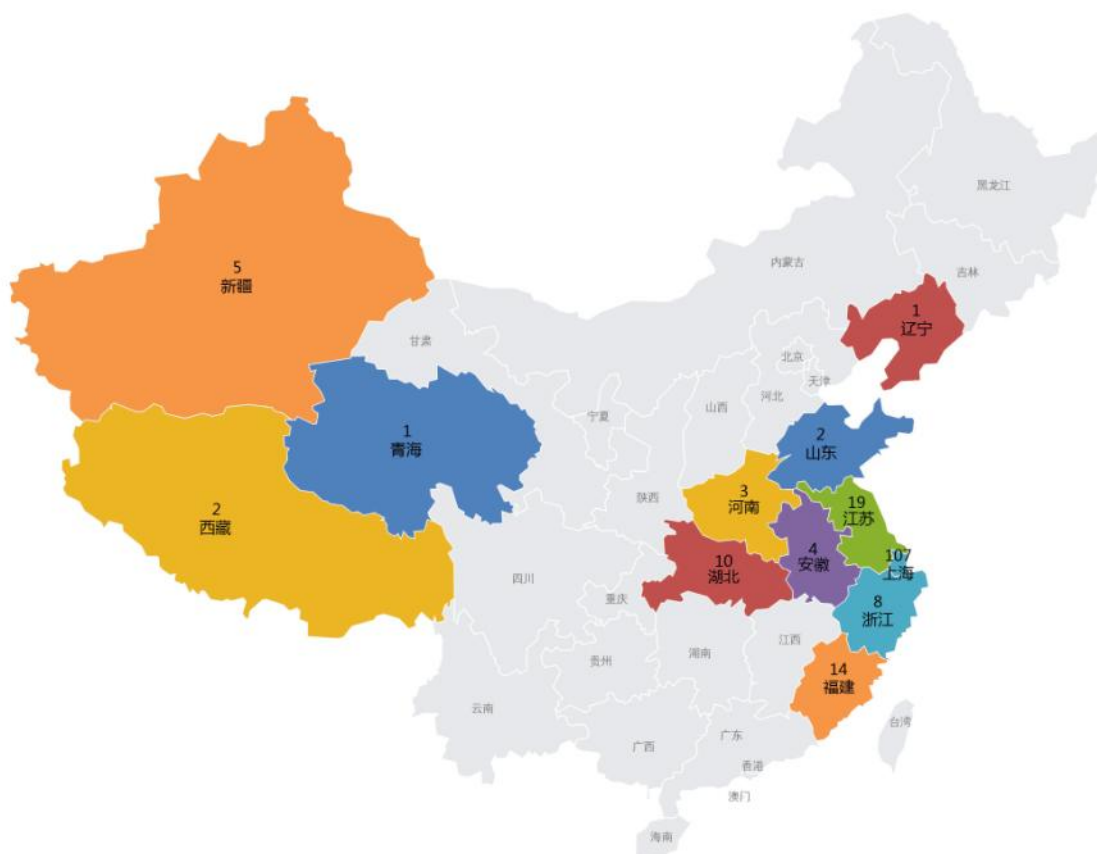 黑龙江
内蒙古
5
新疆
吉林
1
辽宁
甘肃
北京
天津
河北
山西
宁夏
1
青海
2
山东
3
河南
陕西
2
西藏
19
江苏
107
上海
4
安徽
10
湖北
四川
重庆
8
浙江
江西
湖南
贵州
14
福建
云南
台湾
广东
广西
香港
澳门
海南